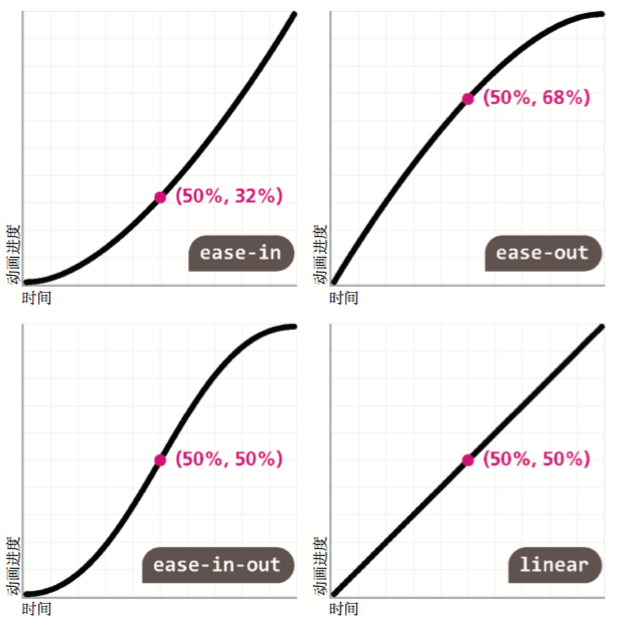 (50%, 32%)
ease-in
动画进度
时间
(50%, 68%)
ease-out
动画进度
时间
(50%, 50%)
ease-in-out
动画进度
时间
(50%, 50%)
linear
动画进度
时间